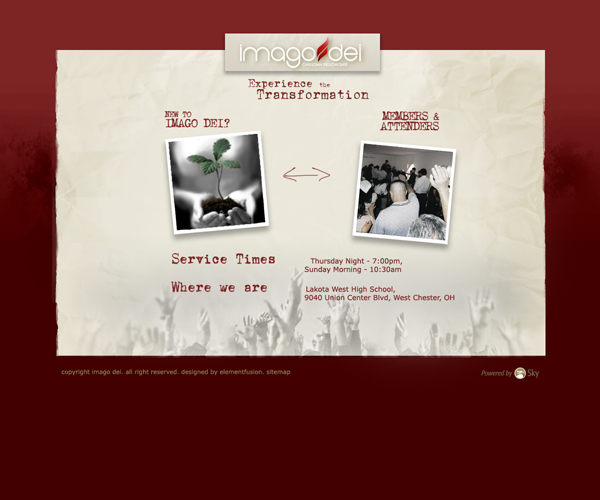 imago dei
Experience the
Transformation
NEW TO
IMAGO DEI?
MEMBERS &
ATTENDERS
Service Times
Thursday Night - 7:00pm,
Sunday Morning - 10:30am
Where we are
Lakota West High School,
9040 Union Center Blvd, West Chester, OH
copyright imago dei. all right reserved. designed by elementfusion. sitemap
Powered by Sky